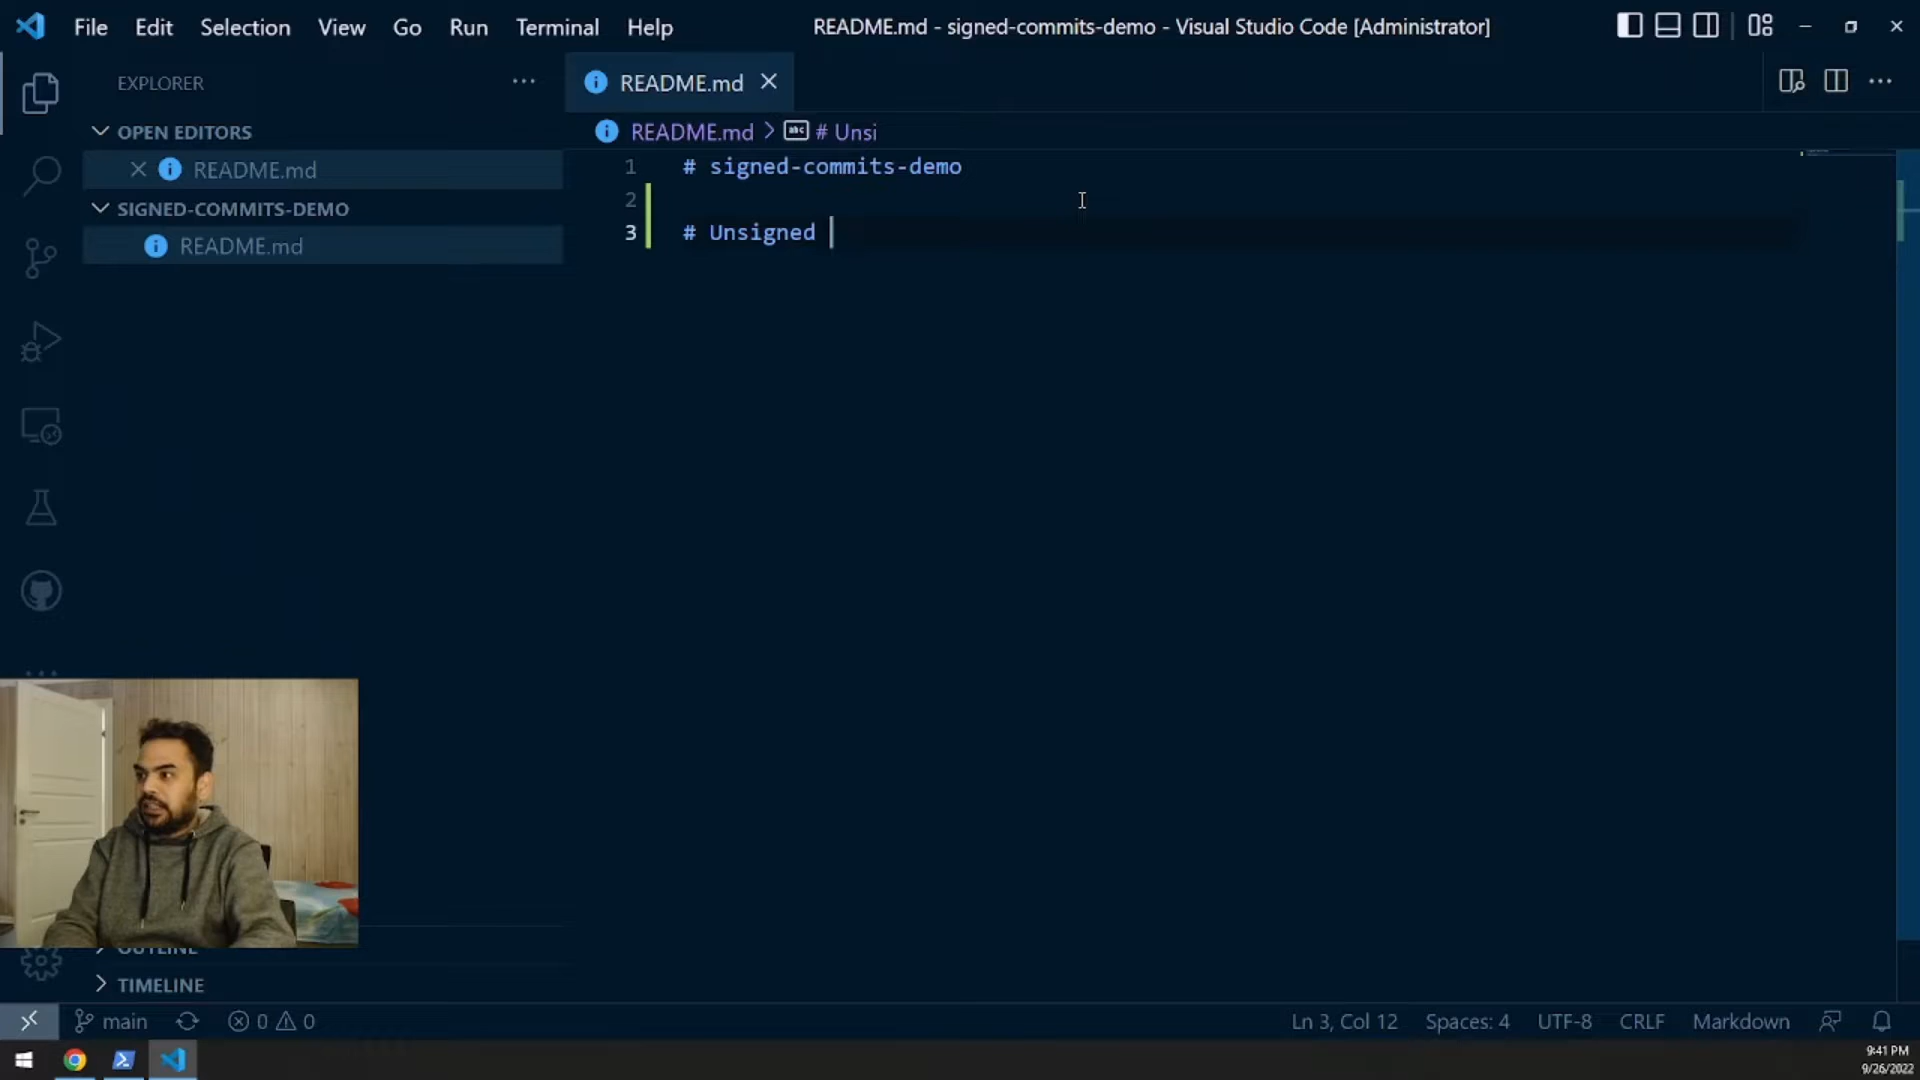 File Edit Selection View Go Run Terminal Help
README.md - signed-commits-demo - Visual Studio Code [Administrator]
EXPLORER
OPEN EDITORS
README.md
SIGNED-COMMITS-DEMO
README.md
README.md
README.md > # Unsi
1 # signed-commits-demo
2
3 # Unsigned
OUTLINE
TIMELINE
main 0 0
Ln 3, Col 12 Spaces: 4 UTF-8 CRLF Markdown
9:41 PM
9/26/2022